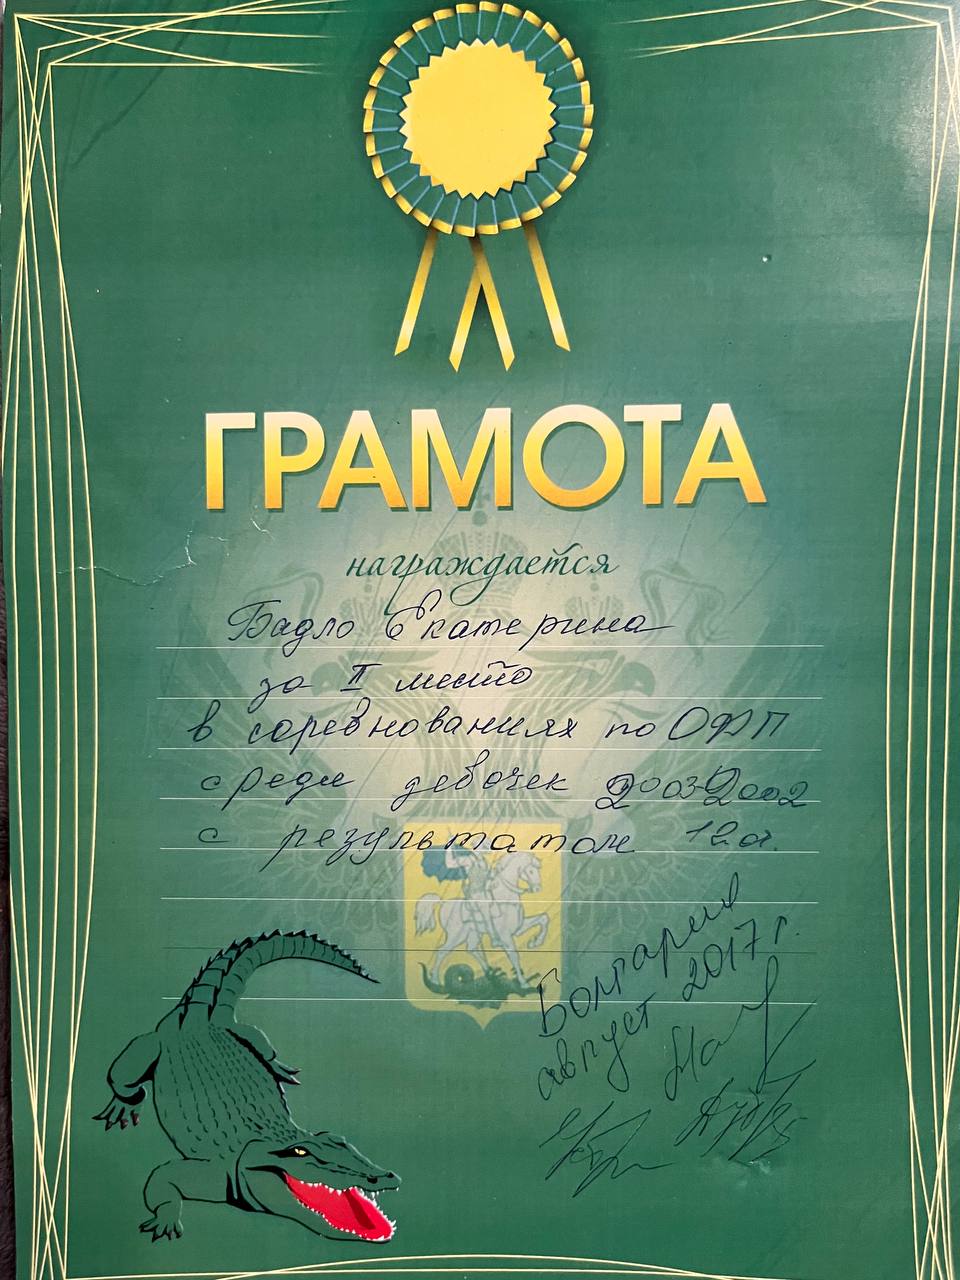 ГРАМОТА
награждается
Бадло Екатерина
за II место
в соревнованиях по ОФП
среди девочек 2003-2002
с результатом 12 о.
Болгария
август 2017 г.